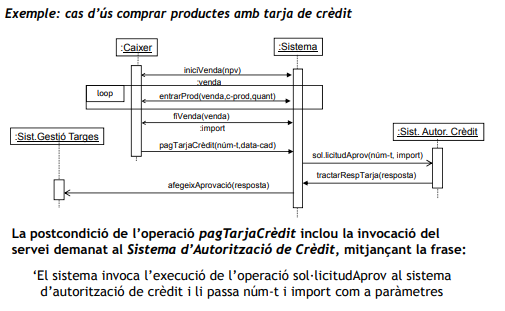 Exemple: cas d'ús comprar productes amb tarja de crèdit
:Caixer
:Sistema
iniciVenda(npv)
:venda
loop
entrarProd(venda,c-prod,quant)
fiVenda(venda)
:import
:Sist.Gestió Targes
:Sist. Autor. Crèdit
pagTarjaCrèdit(núm-t,data-cad)
sol.licitudAprov(núm-t, import)
tractarRespTarja(resposta)
afegeixAprovació(resposta)
La postcondició de l'operació pagTarjaCrèdit inclou la invocació del
servei demanat al Sistema d'Autorització de Crèdit, mitjançant la frase:
'El sistema invoca l'execució de l'operació sol·licitudAprov al sistema
d'autorització de crèdit i li passa núm-t i import com a paràmetres